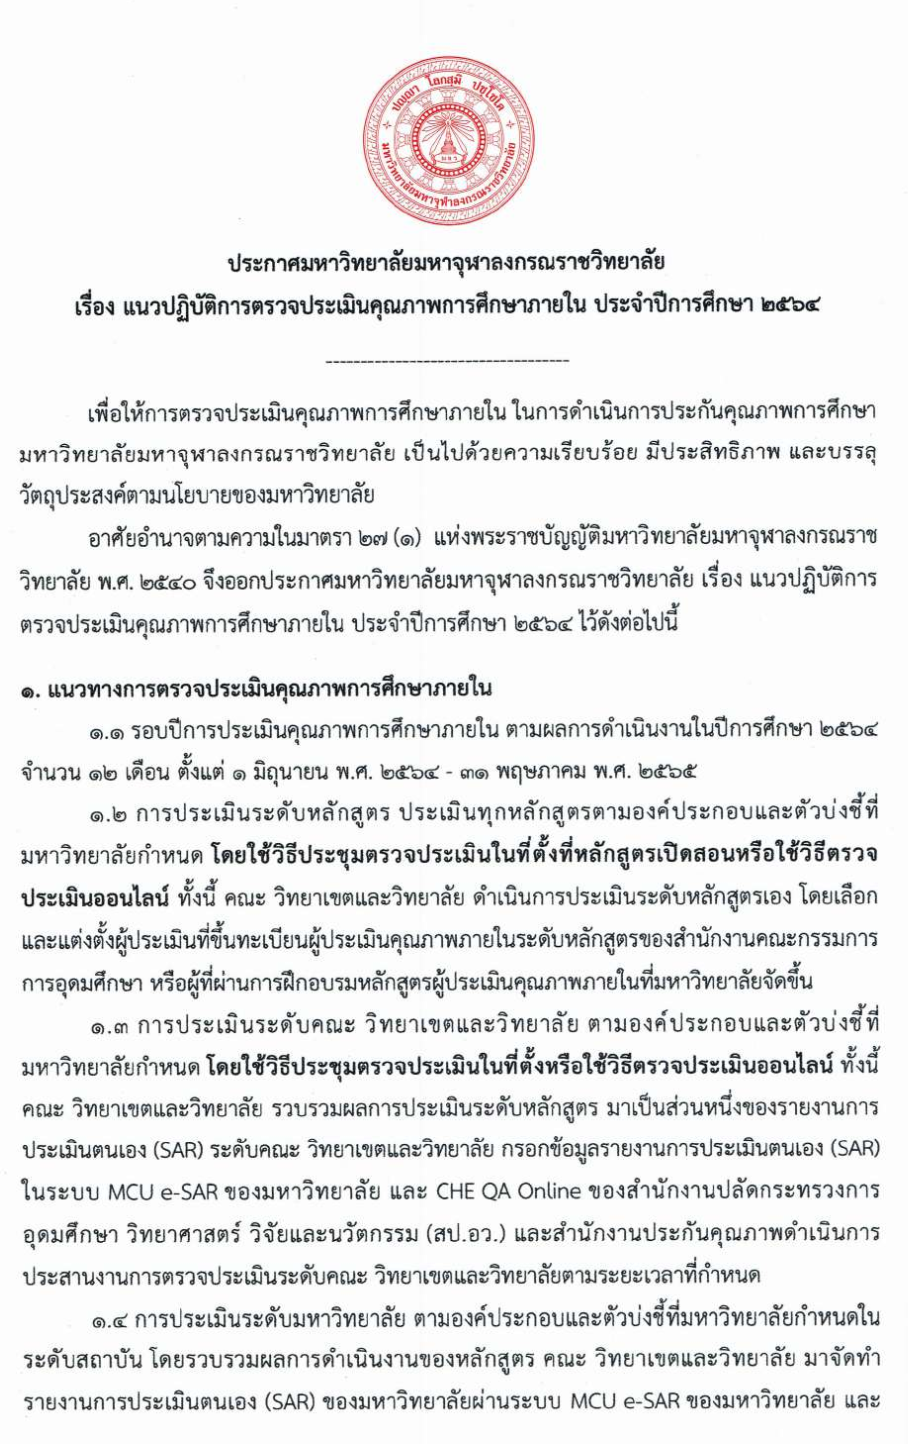 ปญฺญา โลกสฺมิ ปชฺโชโต
ม จ ร
มหาวิทยาลัยมหาจุฬาลงกรณราชวิทยาลัย
ประกาศมหาวิทยาลัยมหาจุฬาลงกรณราชวิทยาลัย
เรื่อง แนวปฏิบัติการตรวจประเมินคุณภาพการศึกษาภายใน ประจำปีการศึกษา ๒๕๖๔
-----------------------------------
เพื่อให้การตรวจประเมินคุณภาพการศึกษาภายใน ในการดำเนินการประกันคุณภาพการศึกษา
มหาวิทยาลัยมหาจุฬาลงกรณราชวิทยาลัย เป็นไปด้วยความเรียบร้อย มีประสิทธิภาพ และบรรลุ
วัตถุประสงค์ตามนโยบายของมหาวิทยาลัย
อาศัยอำนาจตามความในมาตรา ๒๗ (๑) แห่งพระราชบัญญัติมหาวิทยาลัยมหาจุฬาลงกรณราช
วิทยาลัย พ.ศ. ๒๕๔๐ จึงออกประกาศมหาวิทยาลัยมหาจุฬาลงกรณราชวิทยาลัย เรื่อง แนวปฏิบัติการ
ตรวจประเมินคุณภาพการศึกษาภายใน ประจำปีการศึกษา ๒๕๖๔ ไว้ดังต่อไปนี้
๑. แนวทางการตรวจประเมินคุณภาพการศึกษาภายใน
๑.๑ รอบปีการประเมินคุณภาพการศึกษาภายใน ตามผลการดำเนินงานในปีการศึกษา ๒๕๖๔
จำนวน ๑๒ เดือน ตั้งแต่ ๑ มิถุนายน พ.ศ. ๒๕๖๔ - ๓๑ พฤษภาคม พ.ศ. ๒๕๖๕
๑.๒ การประเมินระดับหลักสูตร ประเมินทุกหลักสูตรตามองค์ประกอบและตัวบ่งชี้ที่
มหาวิทยาลัยกำหนด โดยใช้วิธีประชุมตรวจประเมินในที่ตั้งที่หลักสูตรเปิดสอนหรือใช้วิธีตรวจ
ประเมินออนไลน์ ทั้งนี้ คณะ วิทยาเขตและวิทยาลัย ดำเนินการประเมินระดับหลักสูตรเอง โดยเลือก
และแต่งตั้งผู้ประเมินที่ขึ้นทะเบียนผู้ประเมินคุณภาพภายในระดับหลักสูตรของสำนักงานคณะกรรมการ
การอุดมศึกษา หรือผู้ที่ผ่านการฝึกอบรมหลักสูตรผู้ประเมินคุณภาพภายในที่มหาวิทยาลัยจัดขึ้น
๑.๓ การประเมินระดับคณะ วิทยาเขตและวิทยาลัย ตามองค์ประกอบและตัวบ่งชี้ที่
มหาวิทยาลัยกำหนด โดยใช้วิธีประชุมตรวจประเมินในที่ตั้งหรือใช้วิธีตรวจประเมินออนไลน์ ทั้งนี้
คณะ วิทยาเขตและวิทยาลัย รวบรวมผลการประเมินระดับหลักสูตร มาเป็นส่วนหนึ่งของรายงานการ
ประเมินตนเอง (SAR) ระดับคณะ วิทยาเขตและวิทยาลัย กรอกข้อมูลรายงานการประเมินตนเอง (SAR)
ในระบบ MCU e-SAR ของมหาวิทยาลัย และ CHE QA Online ของสำนักงานปลัดกระทรวงการ
อุดมศึกษา วิทยาศาสตร์ วิจัยและนวัตกรรม (สป.อว.) และสำนักงานประกันคุณภาพดำเนินการ
ประสานงานการตรวจประเมินระดับคณะ วิทยาเขตและวิทยาลัยตามระยะเวลาที่กำหนด
๑.๔ การประเมินระดับมหาวิทยาลัย ตามองค์ประกอบและตัวบ่งชี้ที่มหาวิทยาลัยกำหนดใน
ระดับสถาบัน โดยรวบรวมผลการดำเนินงานของหลักสูตร คณะ วิทยาเขตและวิทยาลัย มาจัดทำ
รายงานการประเมินตนเอง (SAR) ของมหาวิทยาลัยผ่านระบบ MCU e-SAR ของมหาวิทยาลัย และ